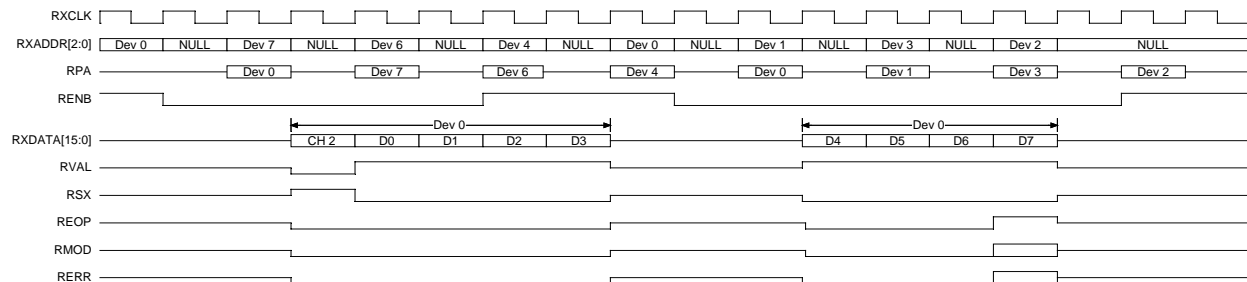 RXCLK
RXADDR[2:0] Dev 0 NULL Dev 7 NULL Dev 6 NULL Dev 4 NULL Dev 0 NULL Dev 1 NULL Dev 3 NULL Dev 2 NULL
RPA Dev 0 Dev 7 Dev 6 Dev 4 Dev 0 Dev 1 Dev 3 Dev 2
RENB
Dev 0 Dev 0
RXDATA[15:0] CH 2 D0 D1 D2 D3 D4 D5 D6 D7
RVAL
RSX
REOP
RMOD
RERR